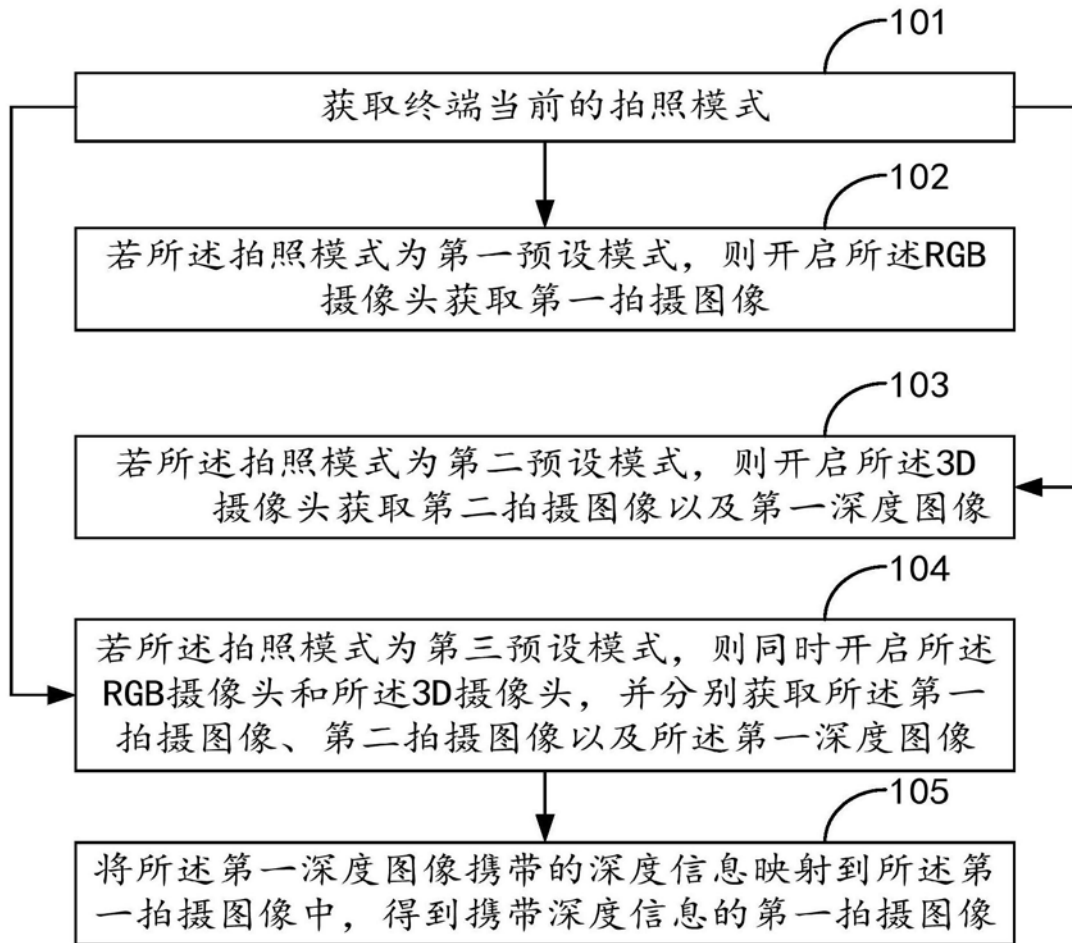 101
获取终端当前的拍照模式
102
若所述拍照模式为第一预设模式，则开启所述RGB
摄像头获取第一拍摄图像
103
若所述拍照模式为第二预设模式，则开启所述3D
摄像头获取第二拍摄图像以及第一深度图像
104
若所述拍照模式为第三预设模式，则同时开启所述
RGB摄像头和所述3D摄像头，并分别获取所述第一
拍摄图像、第二拍摄图像以及所述第一深度图像
105
将所述第一深度图像携带的深度信息映射到所述第
一拍摄图像中，得到携带深度信息的第一拍摄图像